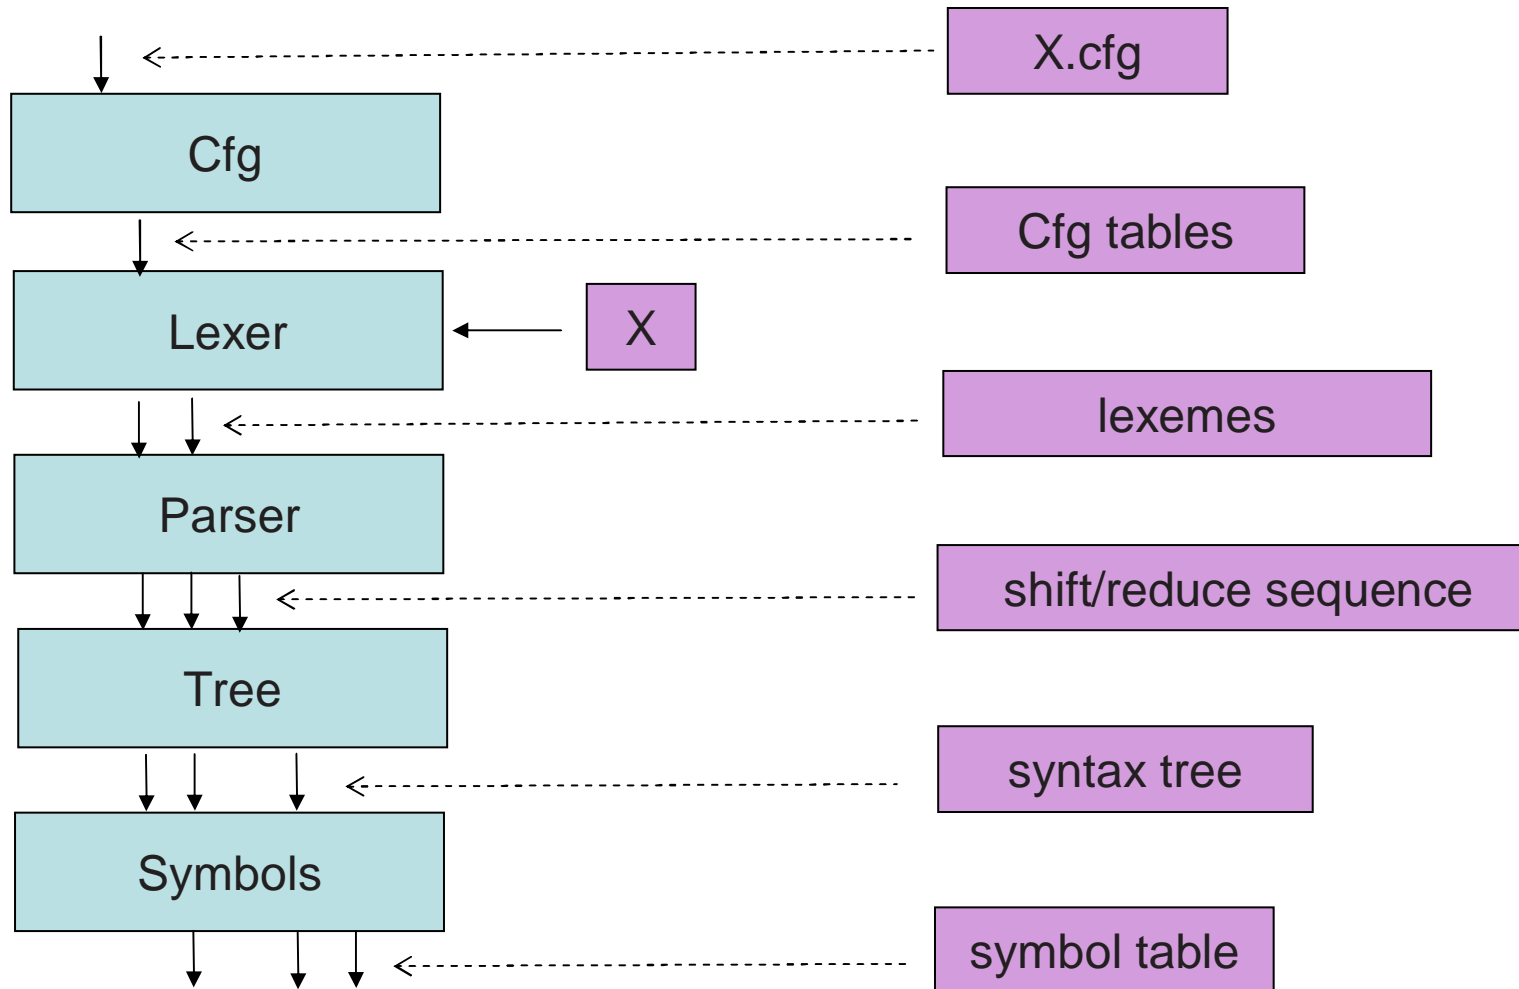 X.cfg
Cfg
Cfg tables
Lexer
X
lexemes
Parser
shift/reduce sequence
Tree
syntax tree
Symbols
symbol table